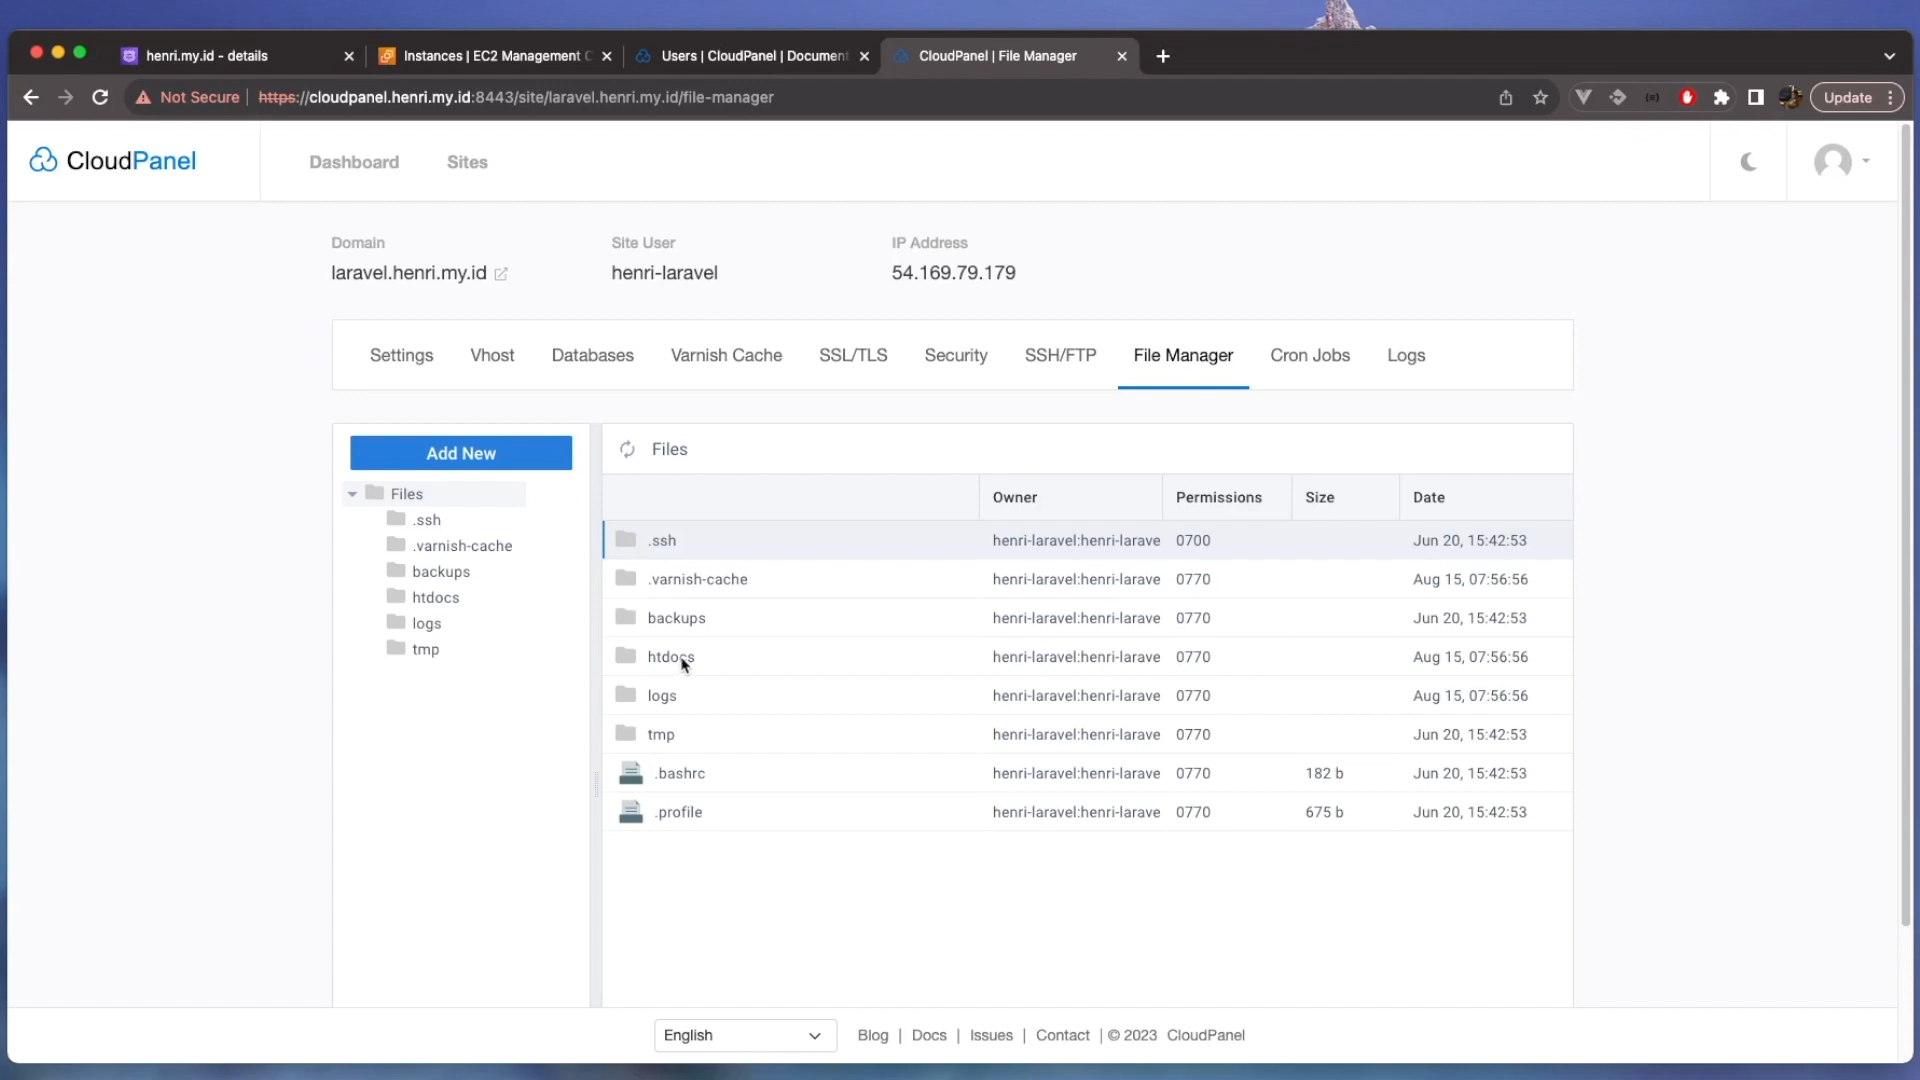 henri.my.id - details
Instances | EC2 Management C
Users | CloudPanel | Document
CloudPanel | File Manager
Not Secure
https://cloudpanel.henri.my.id:8443/site/laravel.henri.my.id/file-manager
Update
CloudPanel
Dashboard
Sites
Domain
Site User
IP Address
laravel.henri.my.id
henri-laravel
54.169.79.179
Settings
Vhost
Databases
Varnish Cache
SSL/TLS
Security
SSH/FTP
File Manager
Cron Jobs
Logs
Add New
Files
.ssh
.varnish-cache
backups
htdocs
logs
tmp
Files
Owner Permissions Size Date
.ssh henri-laravel:henri-larave 0700 Jun 20, 15:42:53
.varnish-cache henri-laravel:henri-larave 0770 Aug 15, 07:56:56
backups henri-laravel:henri-larave 0770 Jun 20, 15:42:53
htdocs henri-laravel:henri-larave 0770 Aug 15, 07:56:56
logs henri-laravel:henri-larave 0770 Aug 15, 07:56:56
tmp henri-laravel:henri-larave 0770 Jun 20, 15:42:53
.bashrc henri-laravel:henri-larave 0770 182 b Jun 20, 15:42:53
.profile henri-laravel:henri-larave 0770 675 b Jun 20, 15:42:53
English
Blog | Docs | Issues | Contact | © 2023 CloudPanel